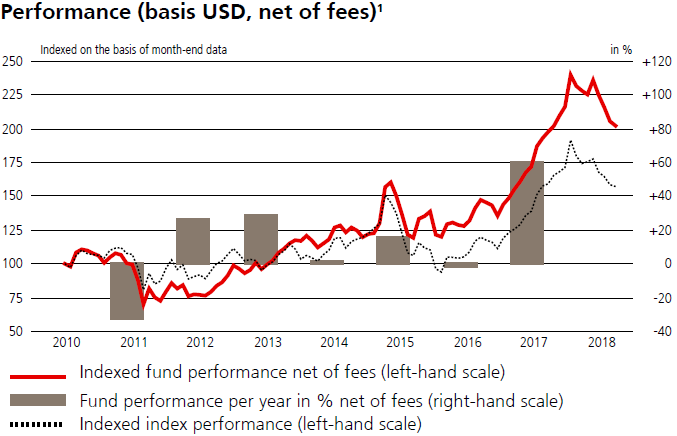 Performance (basis USD, net of fees)¹
Indexed on the basis of month-end data in %
250 +120
225 +100
200 +80
175 +60
150 +40
125 +20
100 0
75 -20
50 -40
2010 2011 2012 2013 2014 2015 2016 2017 2018
Indexed fund performance net of fees (left-hand scale)
Fund performance per year in % net of fees (right-hand scale)
Indexed index performance (left-hand scale)